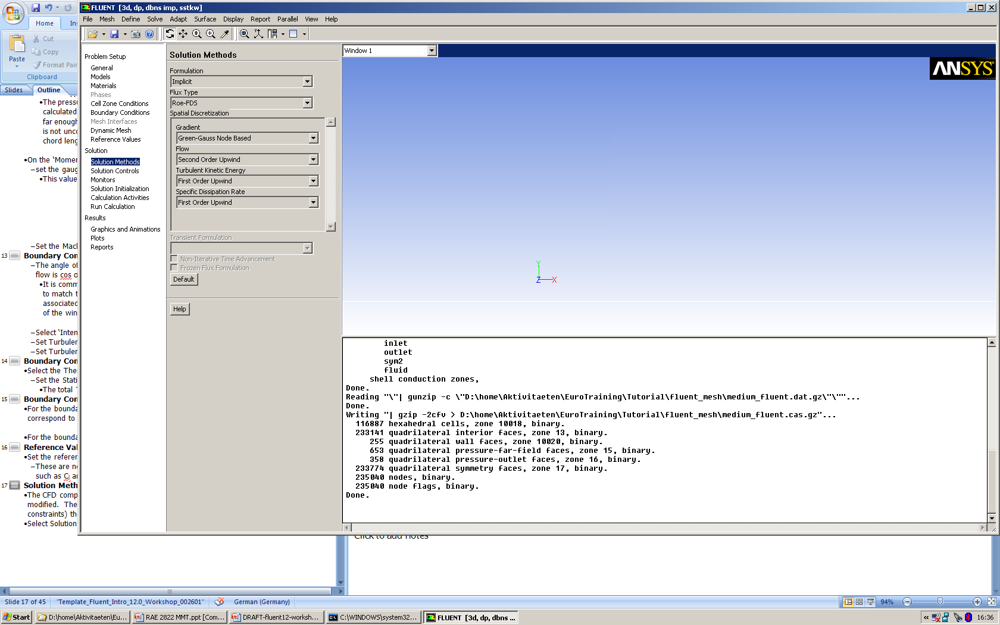 FLUENT [3d, dp, dbns imp, sstkw]
File Mesh Define Solve Adapt Surface Display Report Parallel View Help
Home
Paste
Cut
Copy
Format Pain
Clipboard
Slides Outline
•The pressu
calculated
far enough
is not unco
chord leng
•On the 'Momen
–set the gaug
•This value
–Set the Mach
13 Boundary Con
–The angle of
flow is cos α
•It is comm
to match t
associated
of the win
–Select 'Inten
–Set Turbulen
–Set Turbulen
14 Boundary Con
•Select the Ther
–Set the Stati
•The total T
15 Boundary Con
•For the bounda
correspond to
•For the bounda
16 Reference Val
•Set the referen
–These are ne
such as Cl an
17 Solution Meth
•The CFD comp
modified. The
constraints) th
•Select Solution
Problem Setup
General
Models
Materials
Phases
Cell Zone Conditions
Boundary Conditions
Mesh Interfaces
Dynamic Mesh
Reference Values
Solution
Solution Methods
Solution Controls
Monitors
Solution Initialization
Calculation Activities
Run Calculation
Results
Graphics and Animations
Plots
Reports
Solution Methods
Formulation
Implicit
Flux Type
Roe-FDS
Spatial Discretization
Gradient
Green-Gauss Node Based
Flow
Second Order Upwind
Turbulent Kinetic Energy
First Order Upwind
Specific Dissipation Rate
First Order Upwind
Transient Formulation
Non-Iterative Time Advancement
Frozen Flux Formulation
Default
Help
Window 1
ANSYS
Y
Z X
inlet
outlet
sym2
fluid
shell conduction zones,
Done.
Reading "\"| gunzip -c \"D:\home\Aktivitaeten\EuroTraining\Tutorial\fluent_mesh\medium_fluent.dat.gz\"\""...
Done.
Writing "| gzip -2cfv > D:\home\Aktivitaeten\EuroTraining\Tutorial\fluent_mesh\medium_fluent.cas.gz"...
116887 hexahedral cells, zone 10018, binary.
233141 quadrilateral interior faces, zone 13, binary.
255 quadrilateral wall faces, zone 10020, binary.
653 quadrilateral pressure-far-field faces, zone 15, binary.
358 quadrilateral pressure-outlet faces, zone 16, binary.
233774 quadrilateral symmetry faces, zone 17, binary.
235040 nodes, binary.
235040 node flags, binary.
Done.
Click to add notes
Slide 17 of 45 "Template_Fluent_Intro_12.0_Workshop_002601" German (Germany) 94%
Start D:\home\Aktivitaeten\Eu... RAE 2822 MMT.ppt [Com... DRAFT-fluent12-worksh... C:\WINDOWS\system32... FLUENT [3d, dp, dbns ... « 16:36